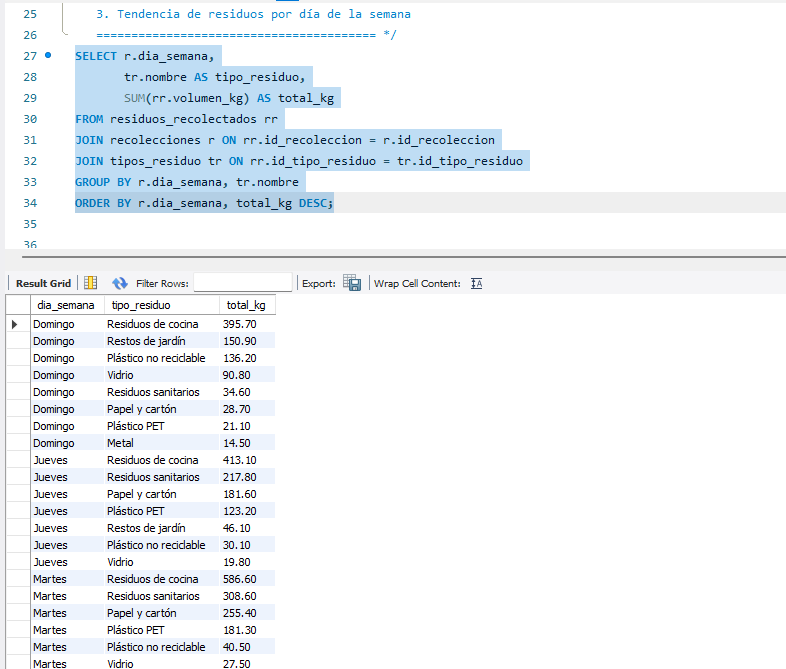 25 3. Tendencia de residuos por día de la semana
26 ======================================== */
27 SELECT r.dia_semana,
28 tr.nombre AS tipo_residuo,
29 SUM(rr.volumen_kg) AS total_kg
30 FROM residuos_recolectados rr
31 JOIN recolecciones r ON rr.id_recoleccion = r.id_recoleccion
32 JOIN tipos_residuo tr ON rr.id_tipo_residuo = tr.id_tipo_residuo
33 GROUP BY r.dia_semana, tr.nombre
34 ORDER BY r.dia_semana, total_kg DESC;
35
36
Result Grid Filter Rows: Export: Wrap Cell Content: IA
dia_semana tipo_residuo total_kg
Domingo Residuos de cocina 395.70
Domingo Restos de jardín 150.90
Domingo Plástico no reciclable 136.20
Domingo Vidrio 90.80
Domingo Residuos sanitarios 34.60
Domingo Papel y cartón 28.70
Domingo Plástico PET 21.10
Domingo Metal 14.50
Jueves Residuos de cocina 413.10
Jueves Residuos sanitarios 217.80
Jueves Papel y cartón 181.60
Jueves Plástico PET 123.20
Jueves Restos de jardín 46.10
Jueves Plástico no reciclable 30.10
Jueves Vidrio 19.80
Martes Residuos de cocina 586.60
Martes Residuos sanitarios 308.60
Martes Papel y cartón 255.40
Martes Plástico PET 181.30
Martes Plástico no reciclable 40.50
Martes Vidrio 27.50